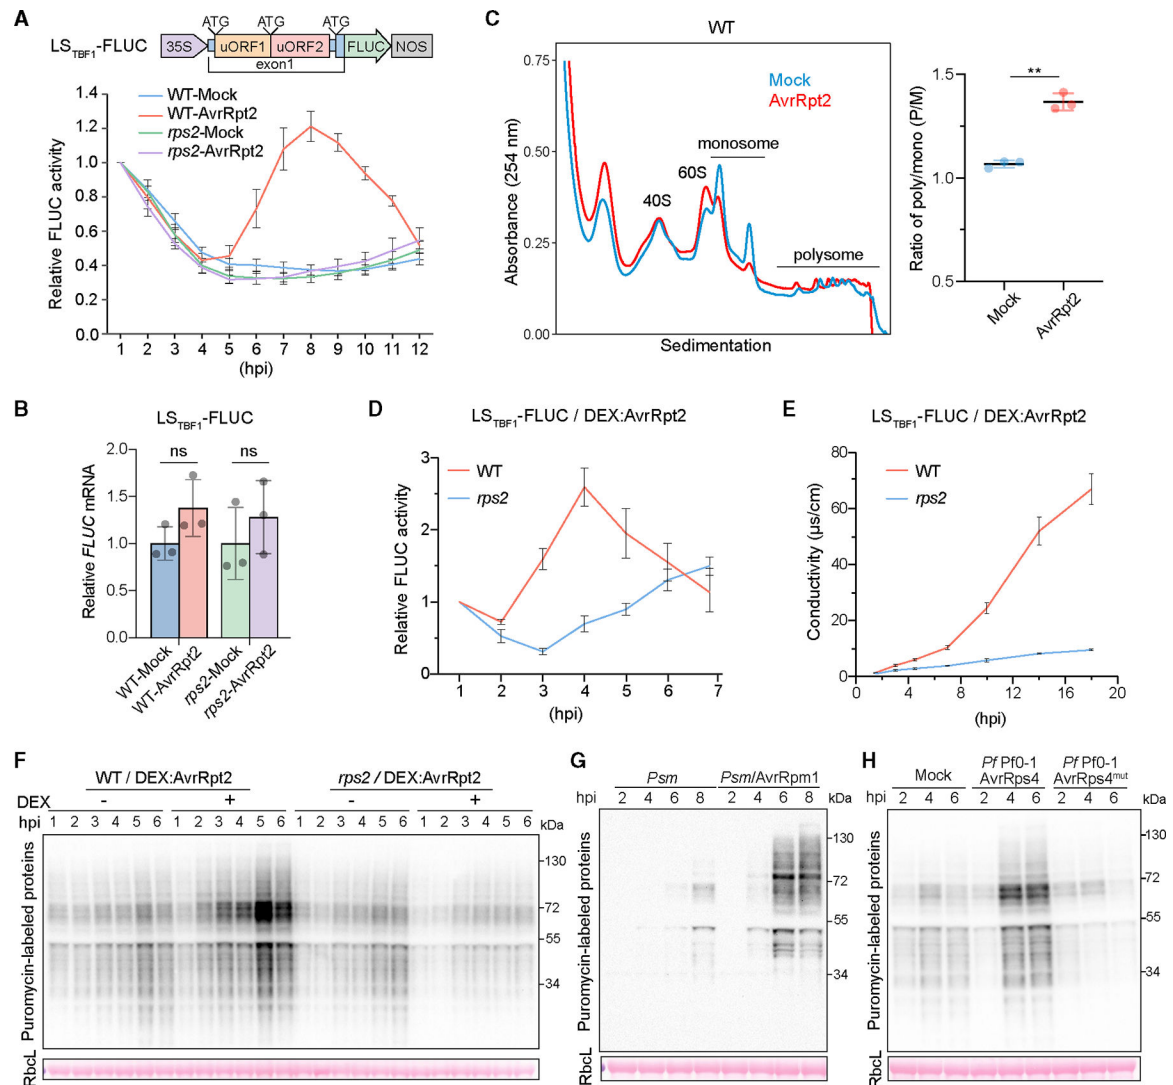 A
ATG ATG ATG
LS_TBF1-FLUC 35S uORF1 uORF2 FLUC NOS
exon1
WT-Mock
WT-AvrRpt2
rps2-Mock
rps2-AvrRpt2
Relative FLUC activity
1.4
1.2
1.0
0.8
0.6
0.4
0.2
0.0
1 2 3 4 5 6 7 8 9 10 11 12
(hpi)
C
WT
Mock
AvrRpt2
Absorbance (254 nm)
0.75
0.50
0.25
0.00
40S
60S
monosome
polysome
Sedimentation
Ratio of poly/mono (P/M)
1.5
1.0
0.5
**
Mock
AvrRpt2
B
LS_TBF1-FLUC
Relative FLUC mRNA
2.0
1.5
1.0
0.5
0.0
ns ns
WT-Mock
WT-AvrRpt2
rps2-Mock
rps2-AvrRpt2
D
LS_TBF1-FLUC / DEX:AvrRpt2
WT
rps2
Relative FLUC activity
3
2
1
0
1 2 3 4 5 6 7
(hpi)
E
LS_TBF1-FLUC / DEX:AvrRpt2
WT
rps2
Conductivity (μs/cm)
80
60
40
20
0
0 4 8 12 16 20
(hpi)
F
WT / DEX:AvrRpt2 rps2 / DEX:AvrRpt2
DEX - + - +
hpi 1 2 3 4 5 6 1 2 3 4 5 6 1 2 3 4 5 6 1 2 3 4 5 6 kDa
Puromycin-labeled proteins
130
72
55
34
RbcL
G
Psm Psm/AvrRpm1
hpi 2 4 6 8 2 4 6 8 kDa
Puromycin-labeled proteins
130
72
55
34
RbcL
H
Mock Pf Pf0-1 AvrRps4 Pf Pf0-1 AvrRps4mut
hpi 2 4 6 2 4 6 2 4 6 kDa
Puromycin-labeled proteins
130
72
55
34
RbcL